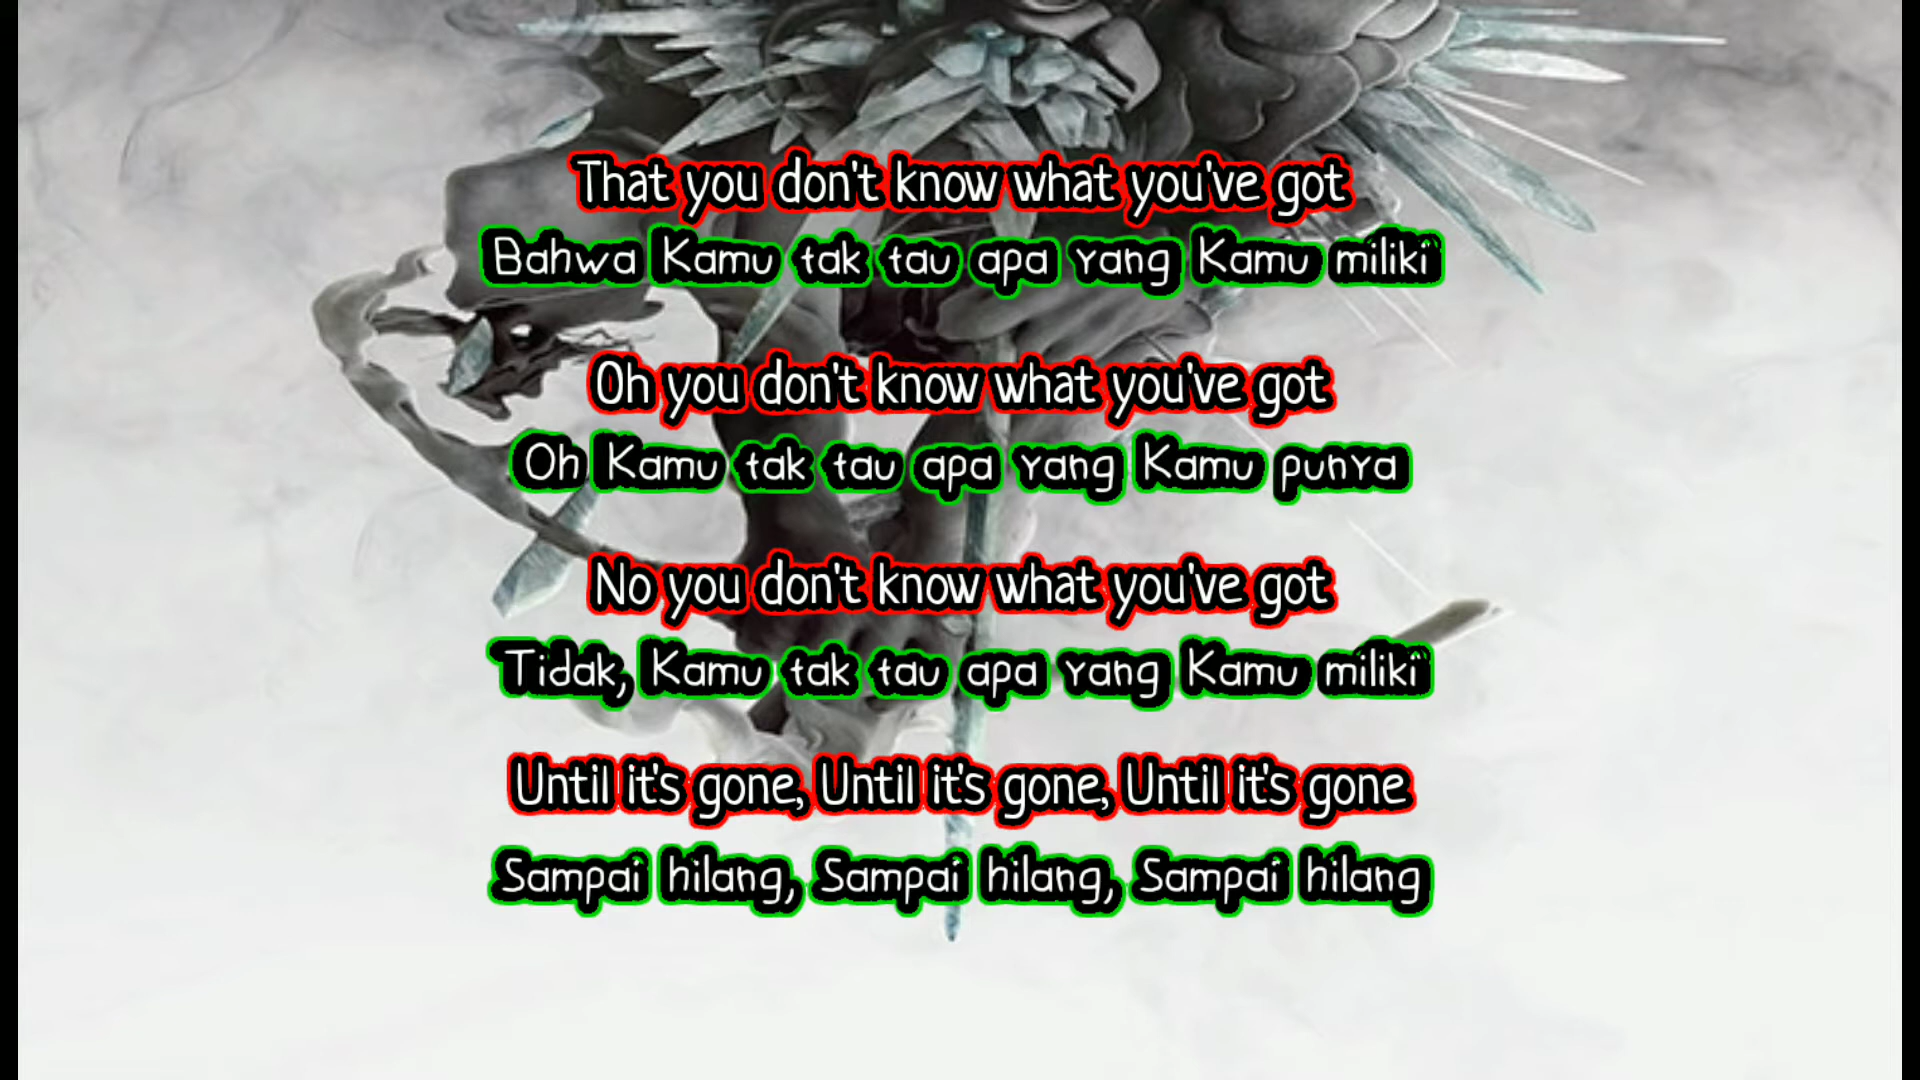 That you don't know what you've got
Bahwa Kamu tak tau apa yang Kamu miliki
Oh you don't know what you've got
Oh Kamu tak tau apa yang Kamu punya
No you don't know what you've got
Tidak, Kamu tak tau apa yang Kamu miliki
Until it's gone, Until it's gone, Until it's gone
Sampai hilang, Sampai hilang, Sampai hilang